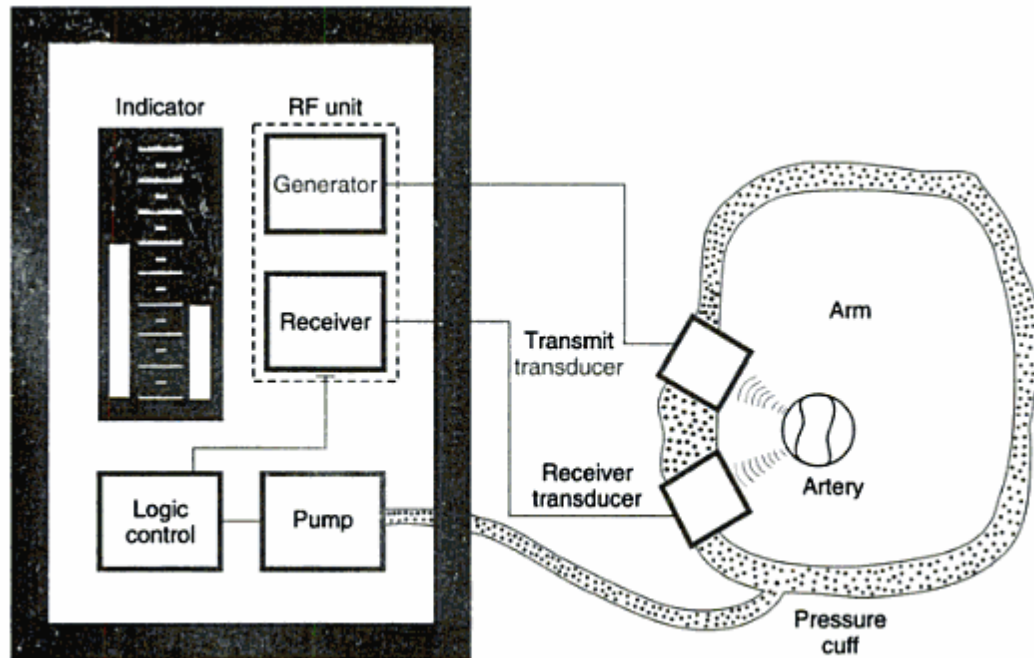 Indicator
RF unit
Generator
Receiver
Logic
control
Pump
Transmit
transducer
Receiver
transducer
Arm
Artery
Pressure
cuff